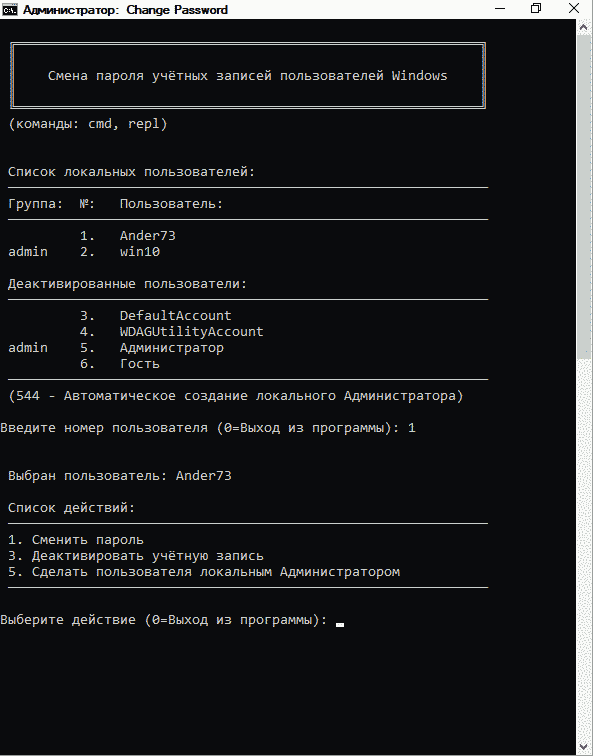 Администратор: Change Password
Смена пароля учётных записей пользователей Windows
(команды: cmd, repl)
Список локальных пользователей:
Группа: №: Пользователь:
1. Ander73
admin 2. win10
Деактивированные пользователи:
3. DefaultAccount
4. WDAGUtilityAccount
admin 5. Администратор
6. Гость
(544 - Автоматическое создание локального Администратора)
Введите номер пользователя (0=Выход из программы): 1
Выбран пользователь: Ander73
Список действий:
1. Сменить пароль
3. Деактивировать учётную запись
5. Сделать пользователя локальным Администратором
Выберите действие (0=Выход из программы):